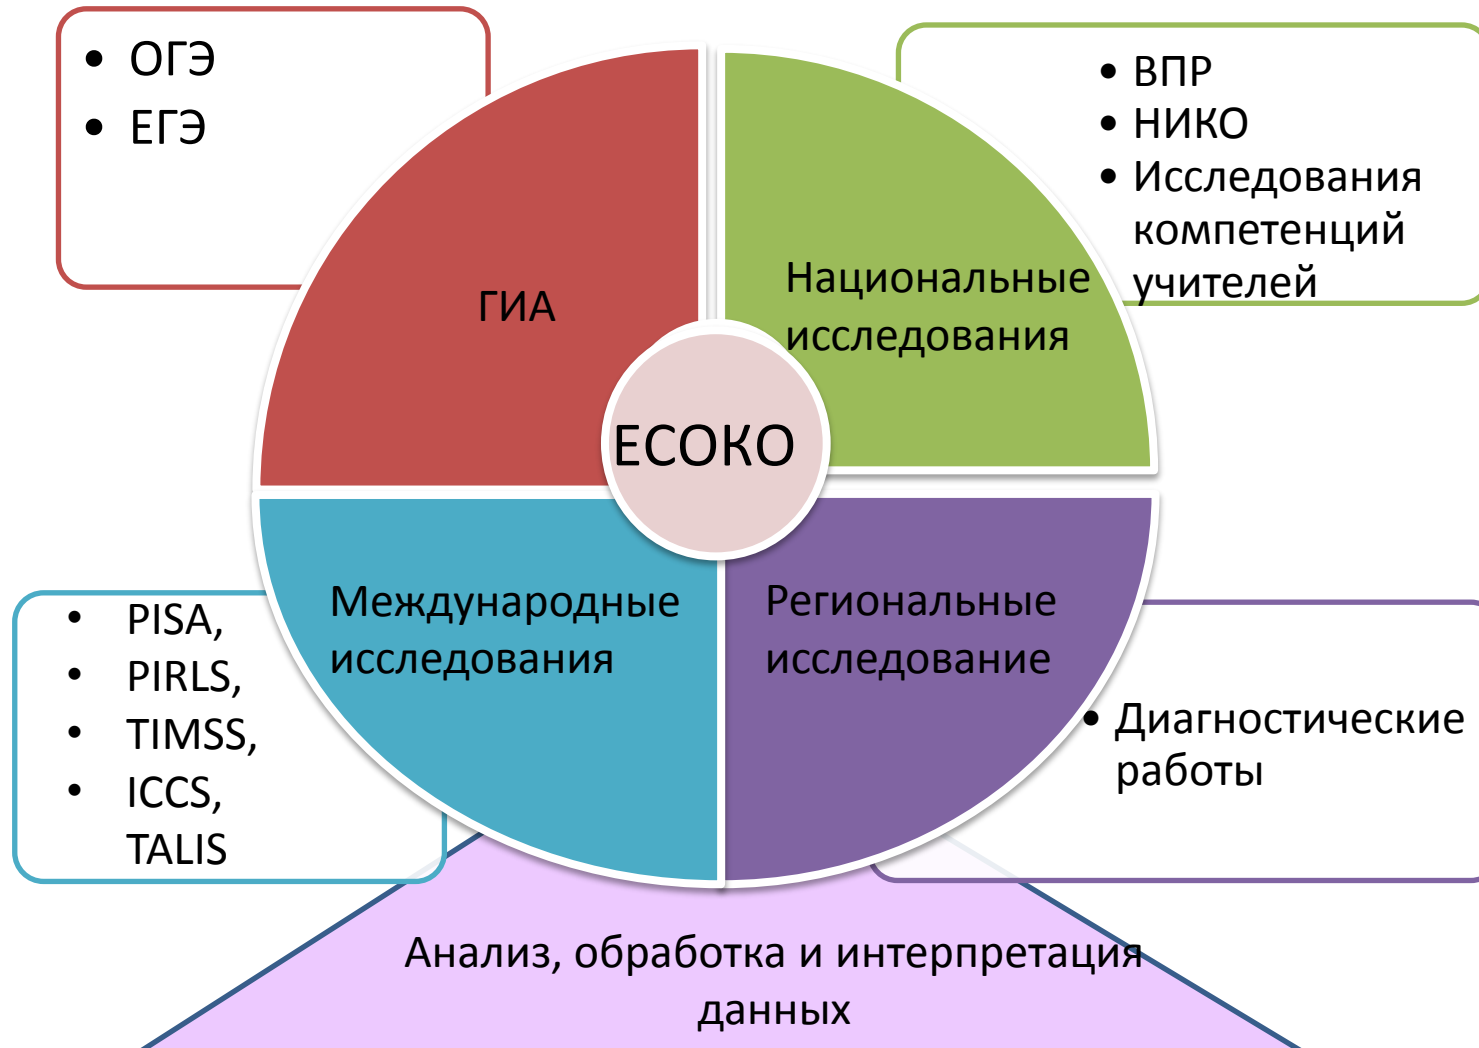 • ОГЭ
• ЕГЭ
• ВПР
• НИКО
• Исследования
компетенций
учителей
ГИА
Национальные
исследования
ЕСОКО
Международные
исследования
Региональные
исследование
• PISA,
• PIRLS,
• TIMSS,
• ICCS,
TALIS
• Диагностические
работы
Анализ, обработка и интерпретация
данных